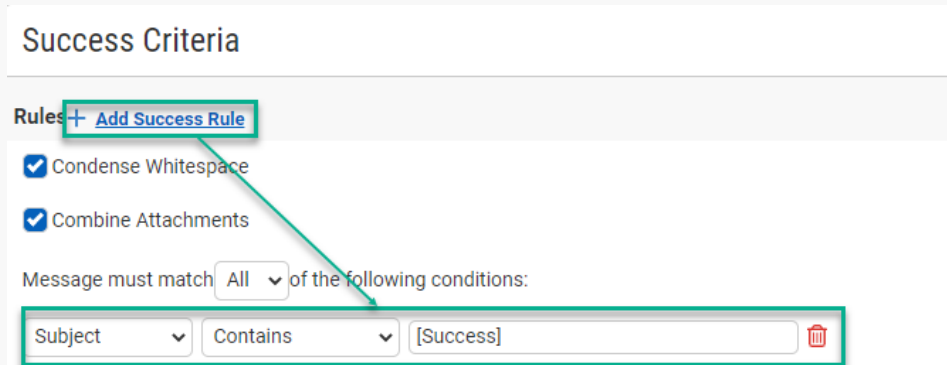 Success Criteria
Rules + Add Success Rule
Condense Whitespace
Combine Attachments
Message must match All of the following conditions:
Subject Contains [Success]